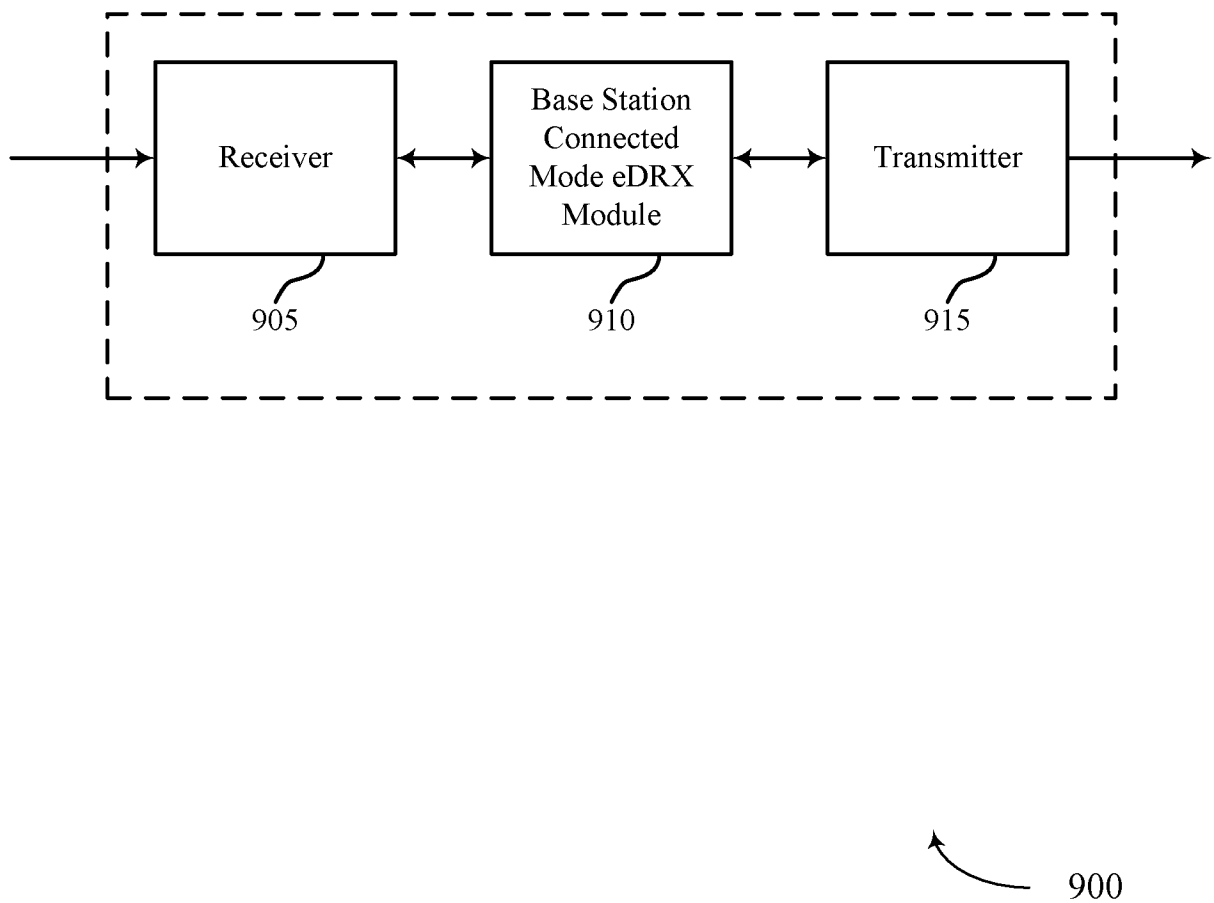 Receiver
Base Station
Connected
Mode eDRX
Module
Transmitter
905
910
915
900